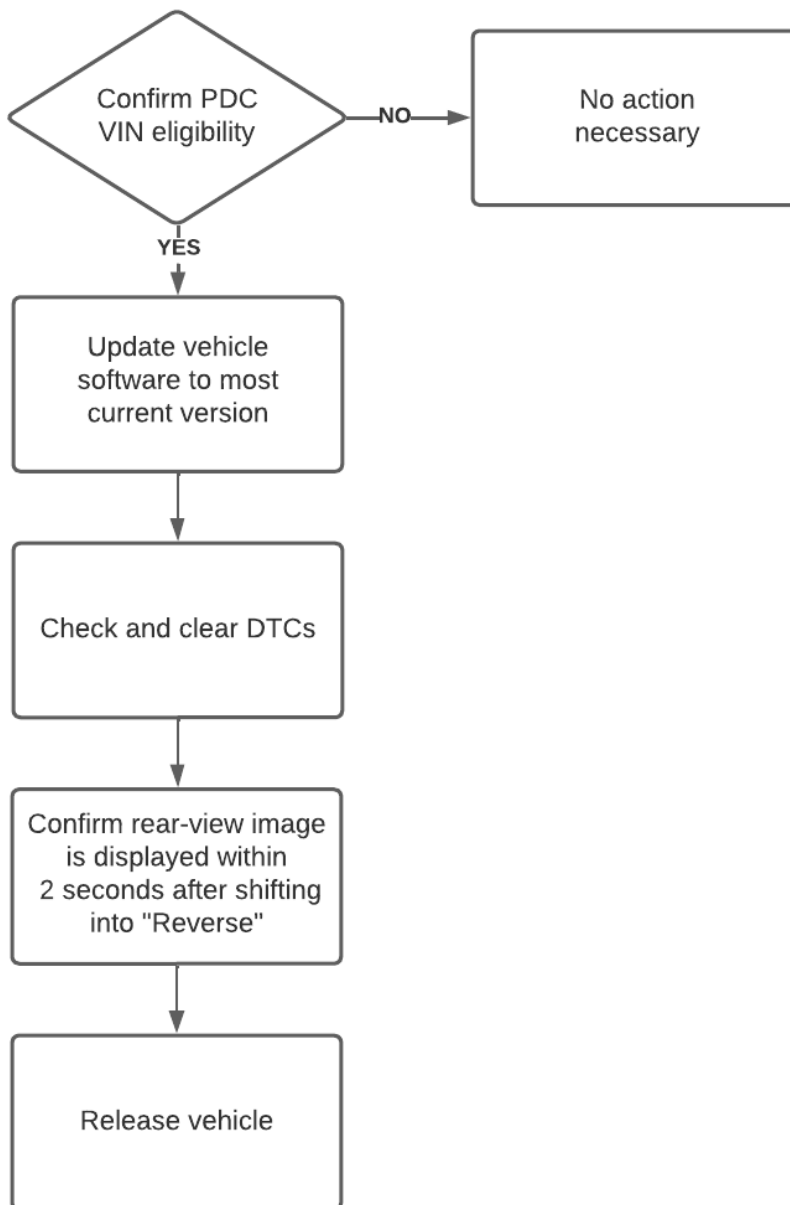 Confirm PDC
VIN eligibility
NO
No action
necessary
YES
Update vehicle
software to most
current version
Check and clear DTCs
Confirm rear-view image
is displayed within
2 seconds after shifting
into "Reverse"
Release vehicle